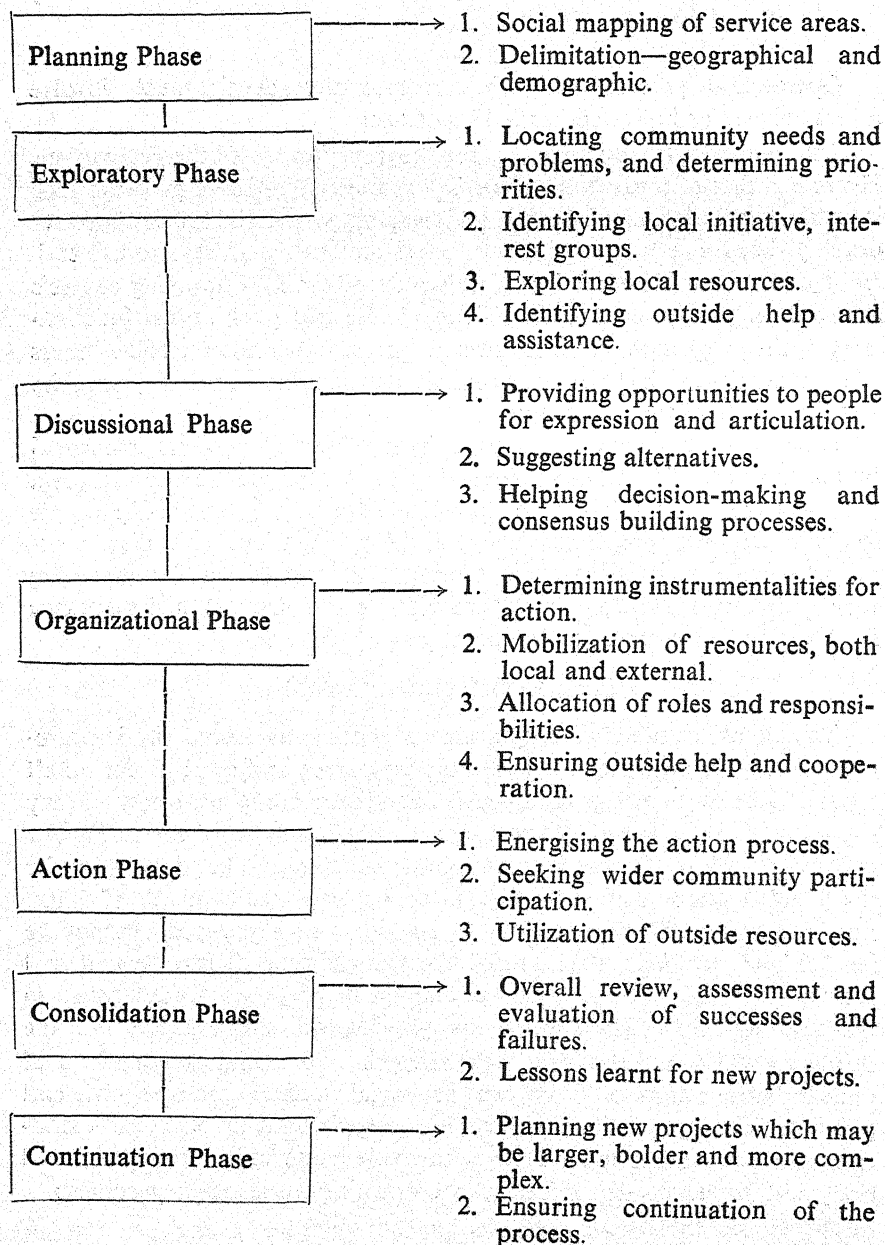 Planning Phase
1. Social mapping of service areas.
2. Delimitation—geographical and
demographic.
Exploratory Phase
1. Locating community needs and
problems, and determining prio-
rities.
2. Identifying local initiative, inte-
rest groups.
3. Exploring local resources.
4. Identifying outside help and
assistance.
Discussional Phase
1. Providing opportunities to people
for expression and articulation.
2. Suggesting alternatives.
3. Helping decision-making and
consensus building processes.
Organizational Phase
1. Determining instrumentalities for
action.
2. Mobilization of resources, both
local and external.
3. Allocation of roles and responsi-
bilities.
4. Ensuring outside help and coope-
ration.
Action Phase
1. Energising the action process.
2. Seeking wider community parti-
cipation.
3. Utilization of outside resources.
Consolidation Phase
1. Overall review, assessment and
evaluation of successes and
failures.
2. Lessons learnt for new projects.
Continuation Phase
1. Planning new projects which may
be larger, bolder and more com-
plex.
2. Ensuring continuation of the
process.